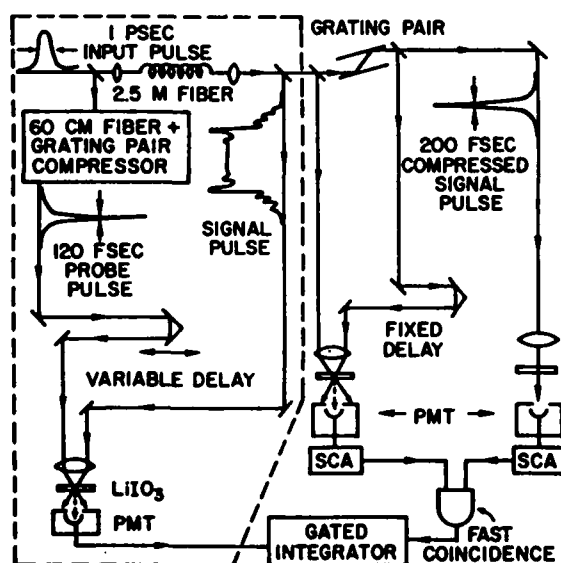 1 PSEC
INPUT PULSE
GRATING PAIR
2.5 M FIBER
60 CM FIBER +
GRATING PAIR
COMPRESSOR
200 FSEC
COMPRESSED
SIGNAL
PULSE
SIGNAL
PULSE
120 FSEC
PROBE
PULSE
FIXED
DELAY
VARIABLE DELAY
PMT
SCA
SCA
LiIO3
PMT
GATED
INTEGRATOR
FAST
COINCIDENCE